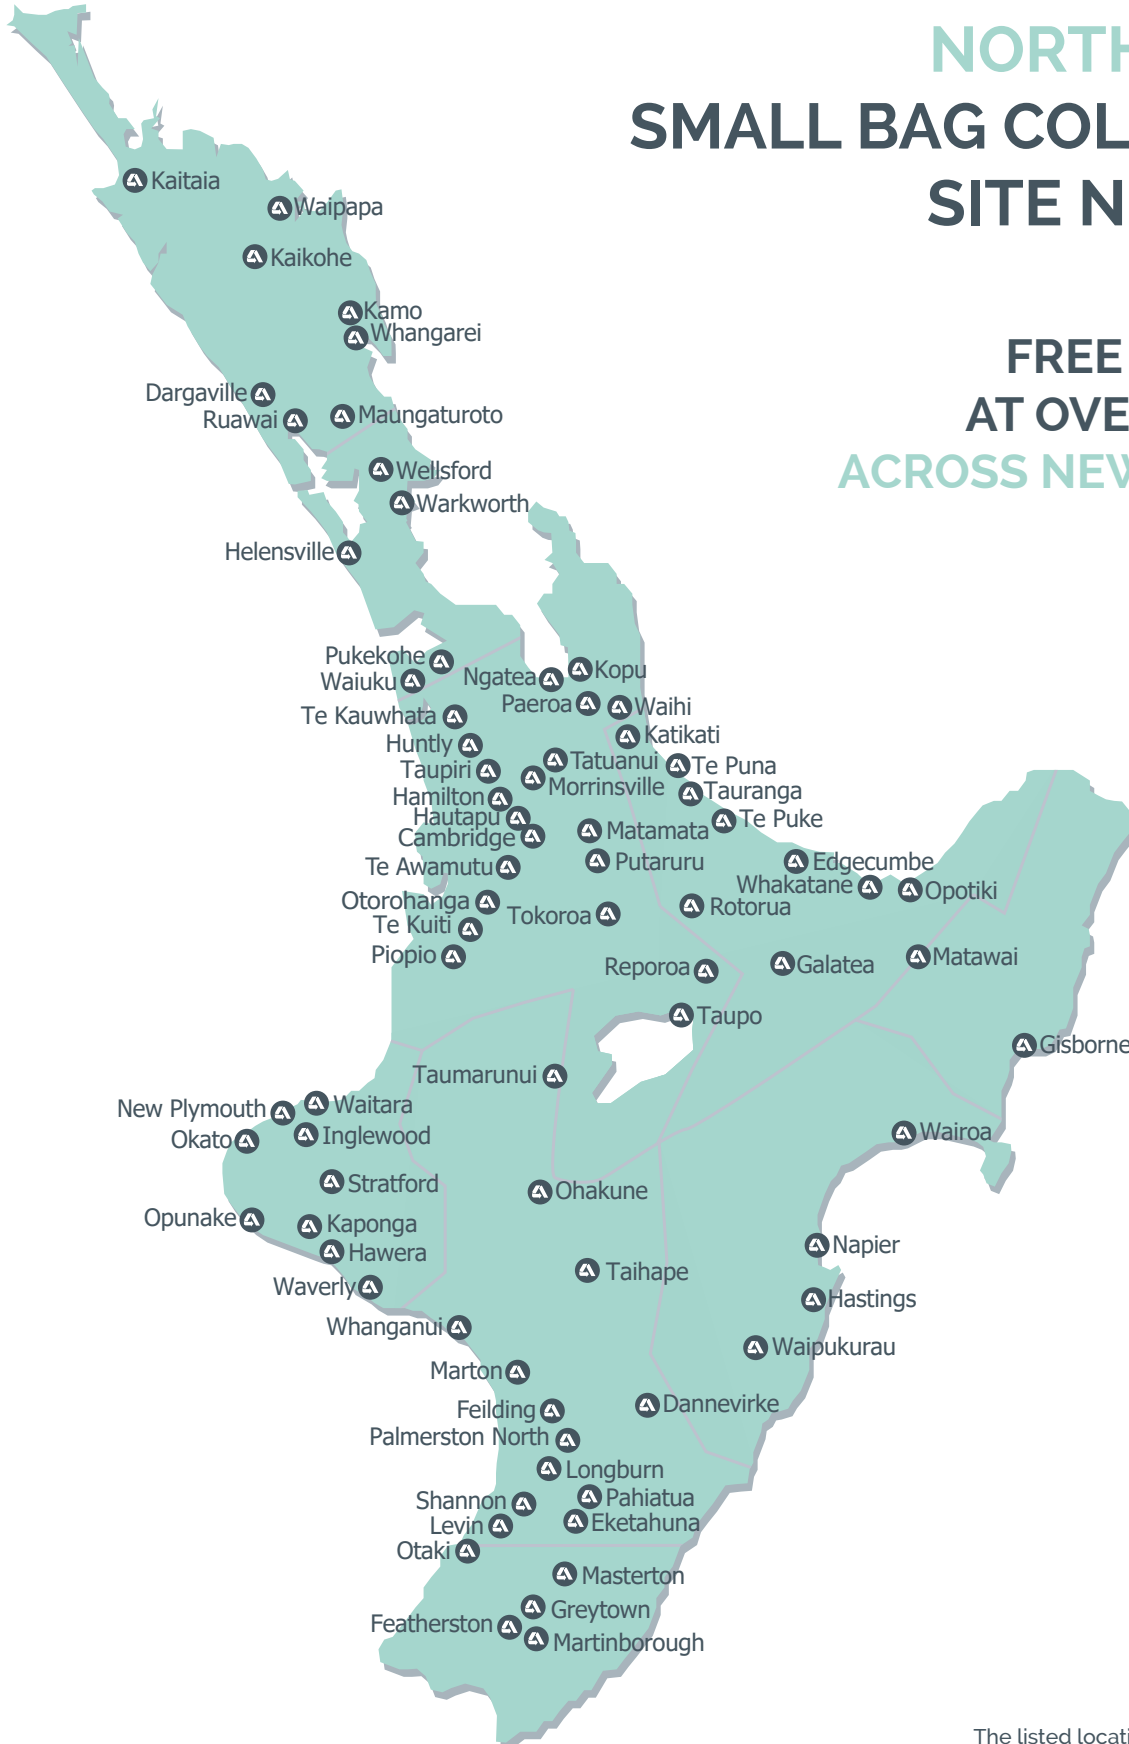 NORTH
SMALL BAG COL
SITE N
FREE
AT OVE
ACROSS NEW
Kaitaia
Waipapa
Kaikohe
Kamo
Whangarei
Dargaville
Ruawai
Maungaturoto
Wellsford
Warkworth
Helensville
Pukekohe
Waiuku
Ngatea
Kopu
Paeroa
Waihi
Te Kauwhata
Katikati
Huntly
Tatuanui
Te Puna
Taupiri
Morrinsville
Tauranga
Hamilton
Hautapu
Te Puke
Cambridge
Matamata
Te Awamutu
Putaruru
Edgecumbe
Whakatane
Opotiki
Otorohanga
Tokoroa
Rotorua
Te Kuiti
Piopio
Reporoa
Galatea
Matawai
Taupo
Gisborne
Taumarunui
New Plymouth
Waitara
Okato
Inglewood
Wairoa
Stratford
Ohakune
Opunake
Kaponga
Hawera
Napier
Taihape
Waverly
Hastings
Whanganui
Waipukurau
Marton
Feilding
Dannevirke
Palmerston North
Longburn
Shannon
Pahiatua
Levin
Eketahuna
Otaki
Masterton
Greytown
Featherston
Martinborough
The listed locati